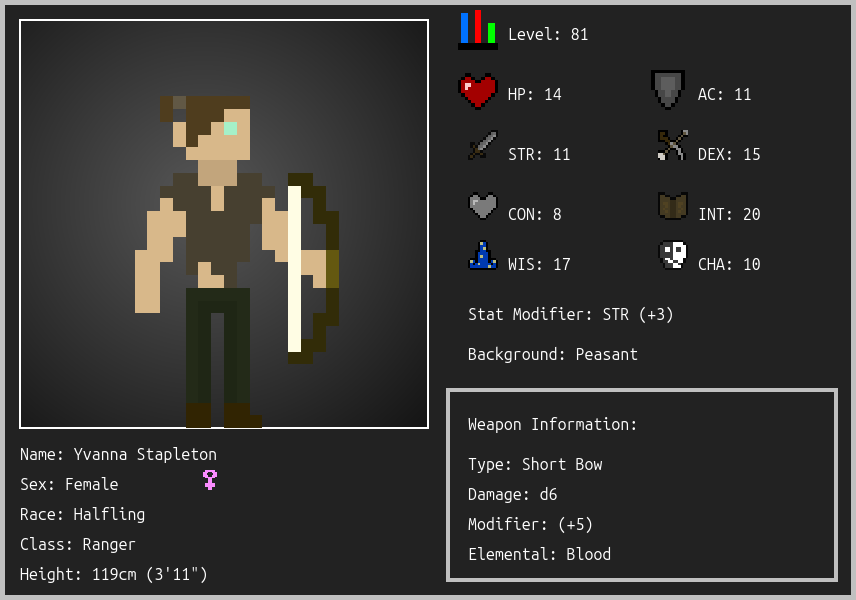 Level: 81
HP: 14
AC: 11
STR: 11
DEX: 15
CON: 8
INT: 20
WIS: 17
CHA: 10
Stat Modifier: STR (+3)
Background: Peasant
Weapon Information:
Type: Short Bow
Damage: d6
Modifier: (+5)
Elemental: Blood
Name: Yvanna Stapleton
Sex: Female
Race: Halfling
Class: Ranger
Height: 119cm (3'11")